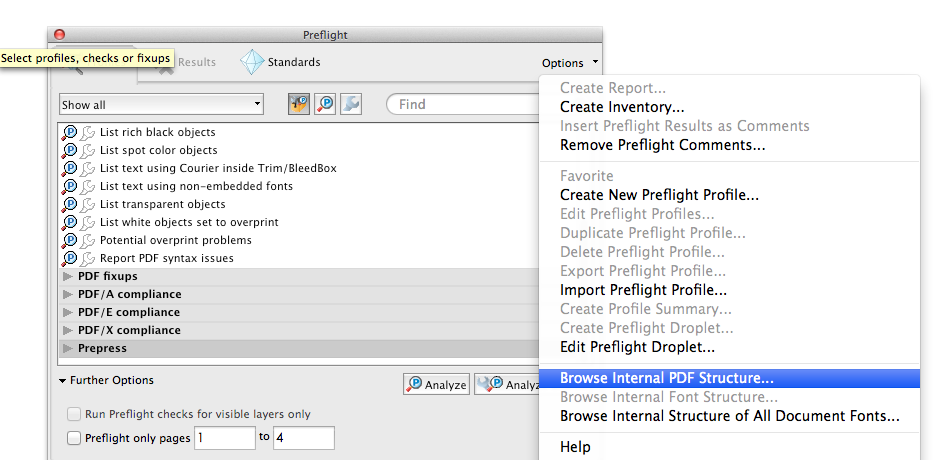 Preflight
Select profiles, checks or fixups
Results
Standards
Options
Show all
Find
List rich black objects
List spot color objects
List text using Courier inside Trim/BleedBox
List text using non-embedded fonts
List transparent objects
List white objects set to overprint
Potential overprint problems
Report PDF syntax issues
PDF fixups
PDF/A compliance
PDF/E compliance
PDF/X compliance
Prepress
Further Options
Analyze
Analyz
Run Preflight checks for visible layers only
Preflight only pages 1 to 4
Create Report...
Create Inventory...
Insert Preflight Results as Comments
Remove Preflight Comments...
Favorite
Create New Preflight Profile...
Edit Preflight Profiles...
Duplicate Preflight Profile...
Delete Preflight Profile...
Export Preflight Profile...
Import Preflight Profile...
Create Profile Summary...
Create Preflight Droplet...
Edit Preflight Droplet...
Browse Internal PDF Structure...
Browse Internal Font Structure...
Browse Internal Structure of All Document Fonts...
Help